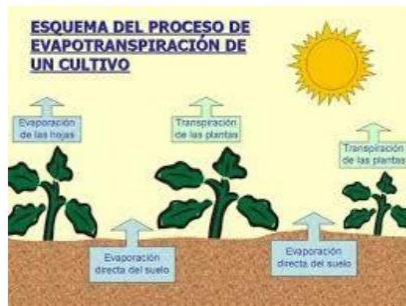 ESQUEMA DEL PROCESO DE
EVAPOTRANSPIRACIÓN DE
UN CULTIVO
Evaporación
de las hojas
Transpiración
de las plantas
Transpiración
de las plantas
Evaporación
directa del suelo
Evaporación
directa del suelo